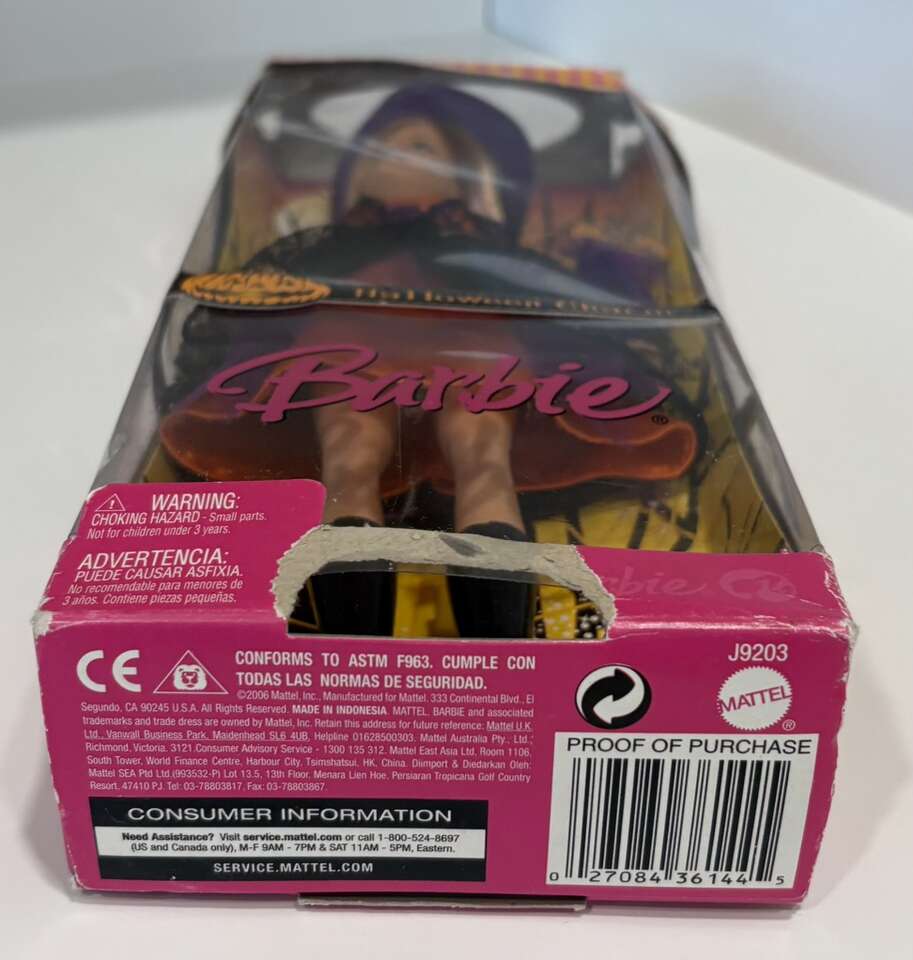 Halloween
Barbie
®
WARNING:
CHOKING HAZARD - Small parts.
Not for children under 3 years.
ADVERTENCIA:
PUEDE CAUSAR ASFIXIA.
No recomendable para menores de
3 años. Contiene piezas pequeñas.
CE
CONFORMS TO ASTM F963. CUMPLE CON
TODAS LAS NORMAS DE SEGURIDAD.
©2006 Mattel, Inc., Manufactured for Mattel. 333 Continental Blvd., El
Segundo, CA 90245 U.S.A. All Rights Reserved. MADE IN INDONESIA. MATTEL, BARBIE and associated
trademarks and trade dress are owned by Mattel, Inc. Retain this address for future reference: Mattel U.K.
Ltd., Vanwall Business Park, Maidenhead SL6 4UB, Helpline 01628500303. Mattel Australia Pty., Ltd.,
Richmond, Victoria. 3121.Consumer Advisory Service - 1300 135 312. Mattel East Asia Ltd, Room 1106,
South Tower, World Finance Centre, Harbour City, Tsimshatsui, HK, China. Diimport & Diedarkan Oleh:
Mattel SEA Ptd Ltd.(993532-P) Lot 13.5, 13th Floor, Menara Lien Hoe, Persiaran Tropicana Golf Country
Resort, 47410 PJ. Tel: 03-78803817, Fax: 03-78803867.
CONSUMER INFORMATION
Need Assistance? Visit service.mattel.com or call 1-800-524-8697
(US and Canada only), M-F 9AM - 7PM & SAT 11AM - 5PM, Eastern.
SERVICE.MATTEL.COM
J9203
MATTEL
®
PROOF OF PURCHASE
0 27084 36144 5